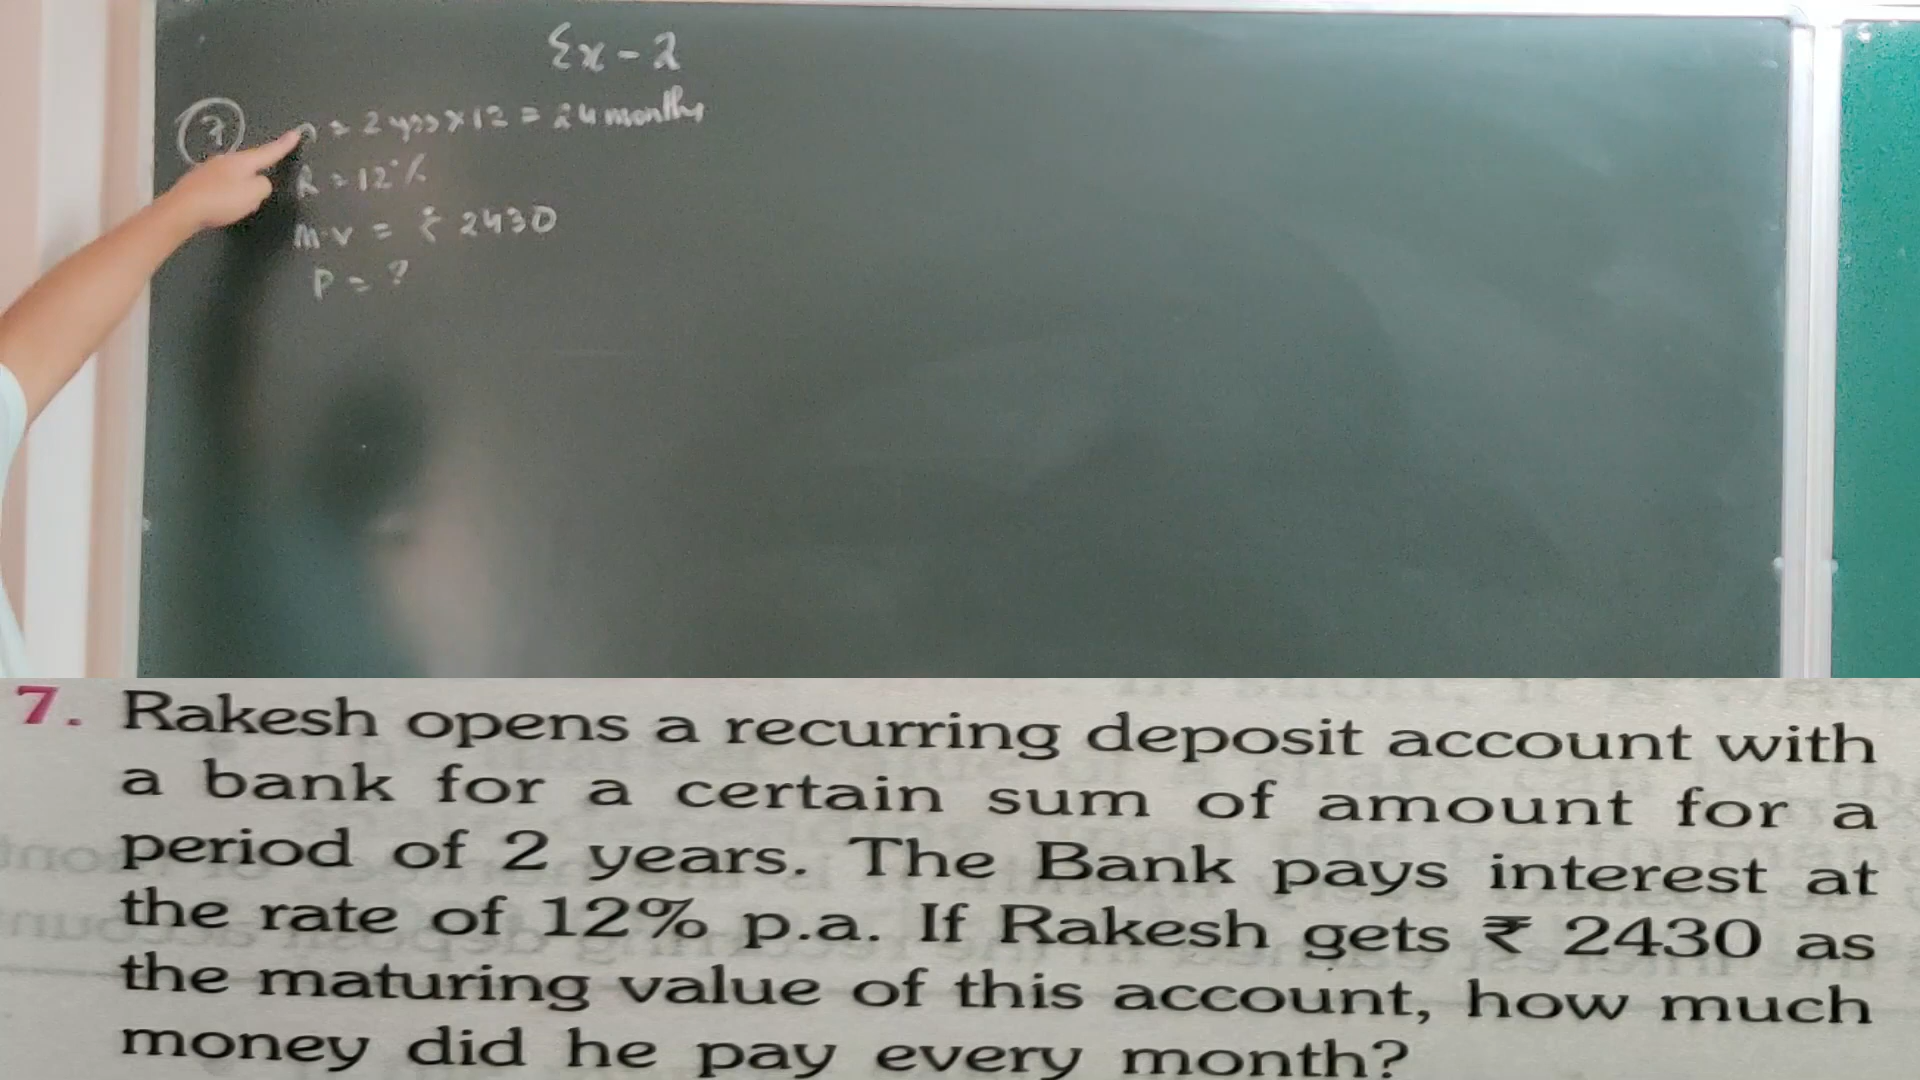 Ex - 2
7 n = 2 yrs × 12 = 24 months
R = 12%
M.V = ₹ 2430
P = ?
7. Rakesh opens a recurring deposit account with
a bank for a certain sum of amount for a
period of 2 years. The Bank pays interest at
the rate of 12% p.a. If Rakesh gets ₹ 2430 as
the maturing value of this account, how much
money did he pay every month?